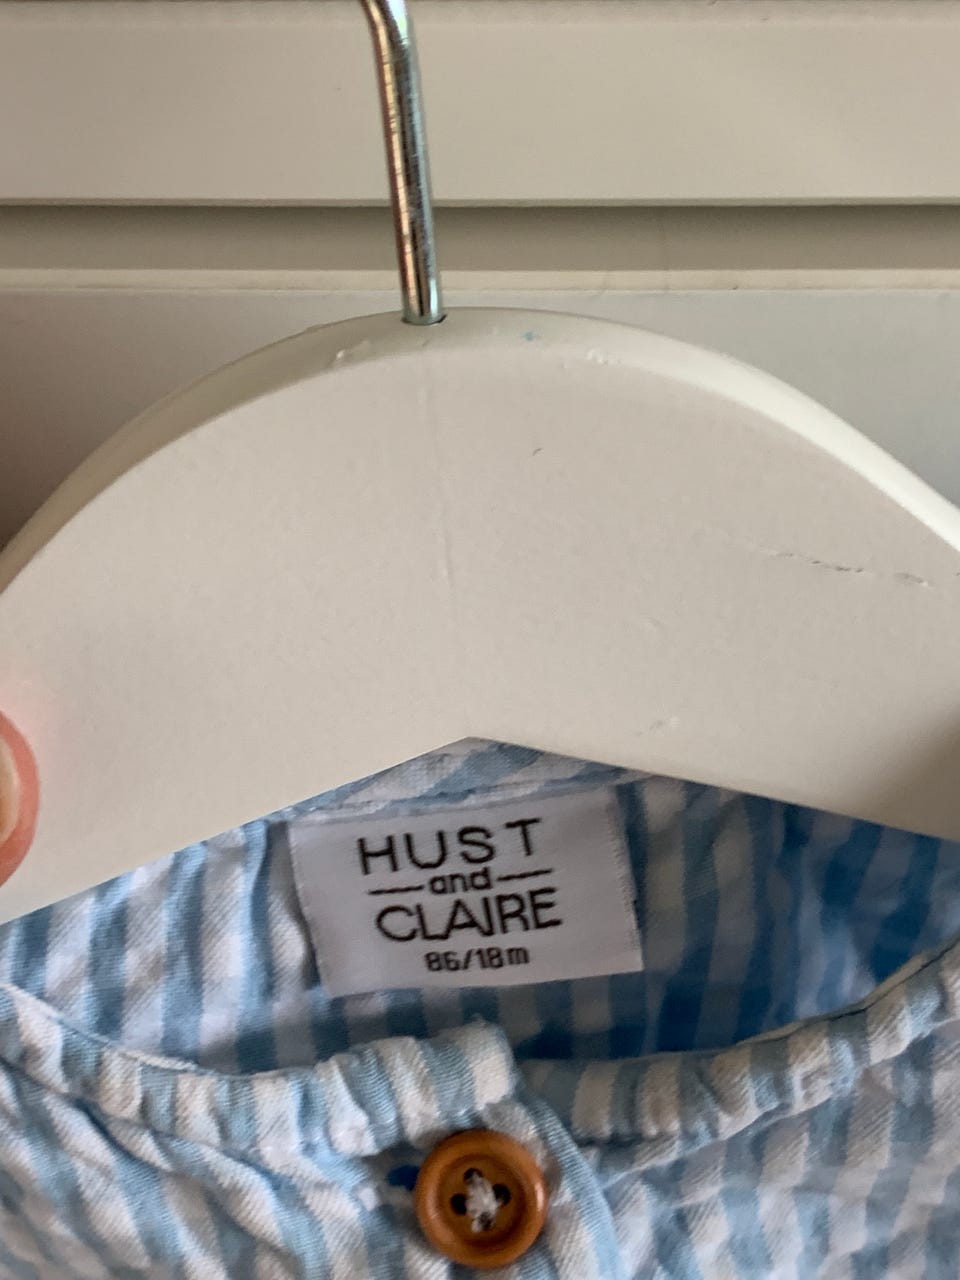 HUST
and
CLAIRE
86/18m